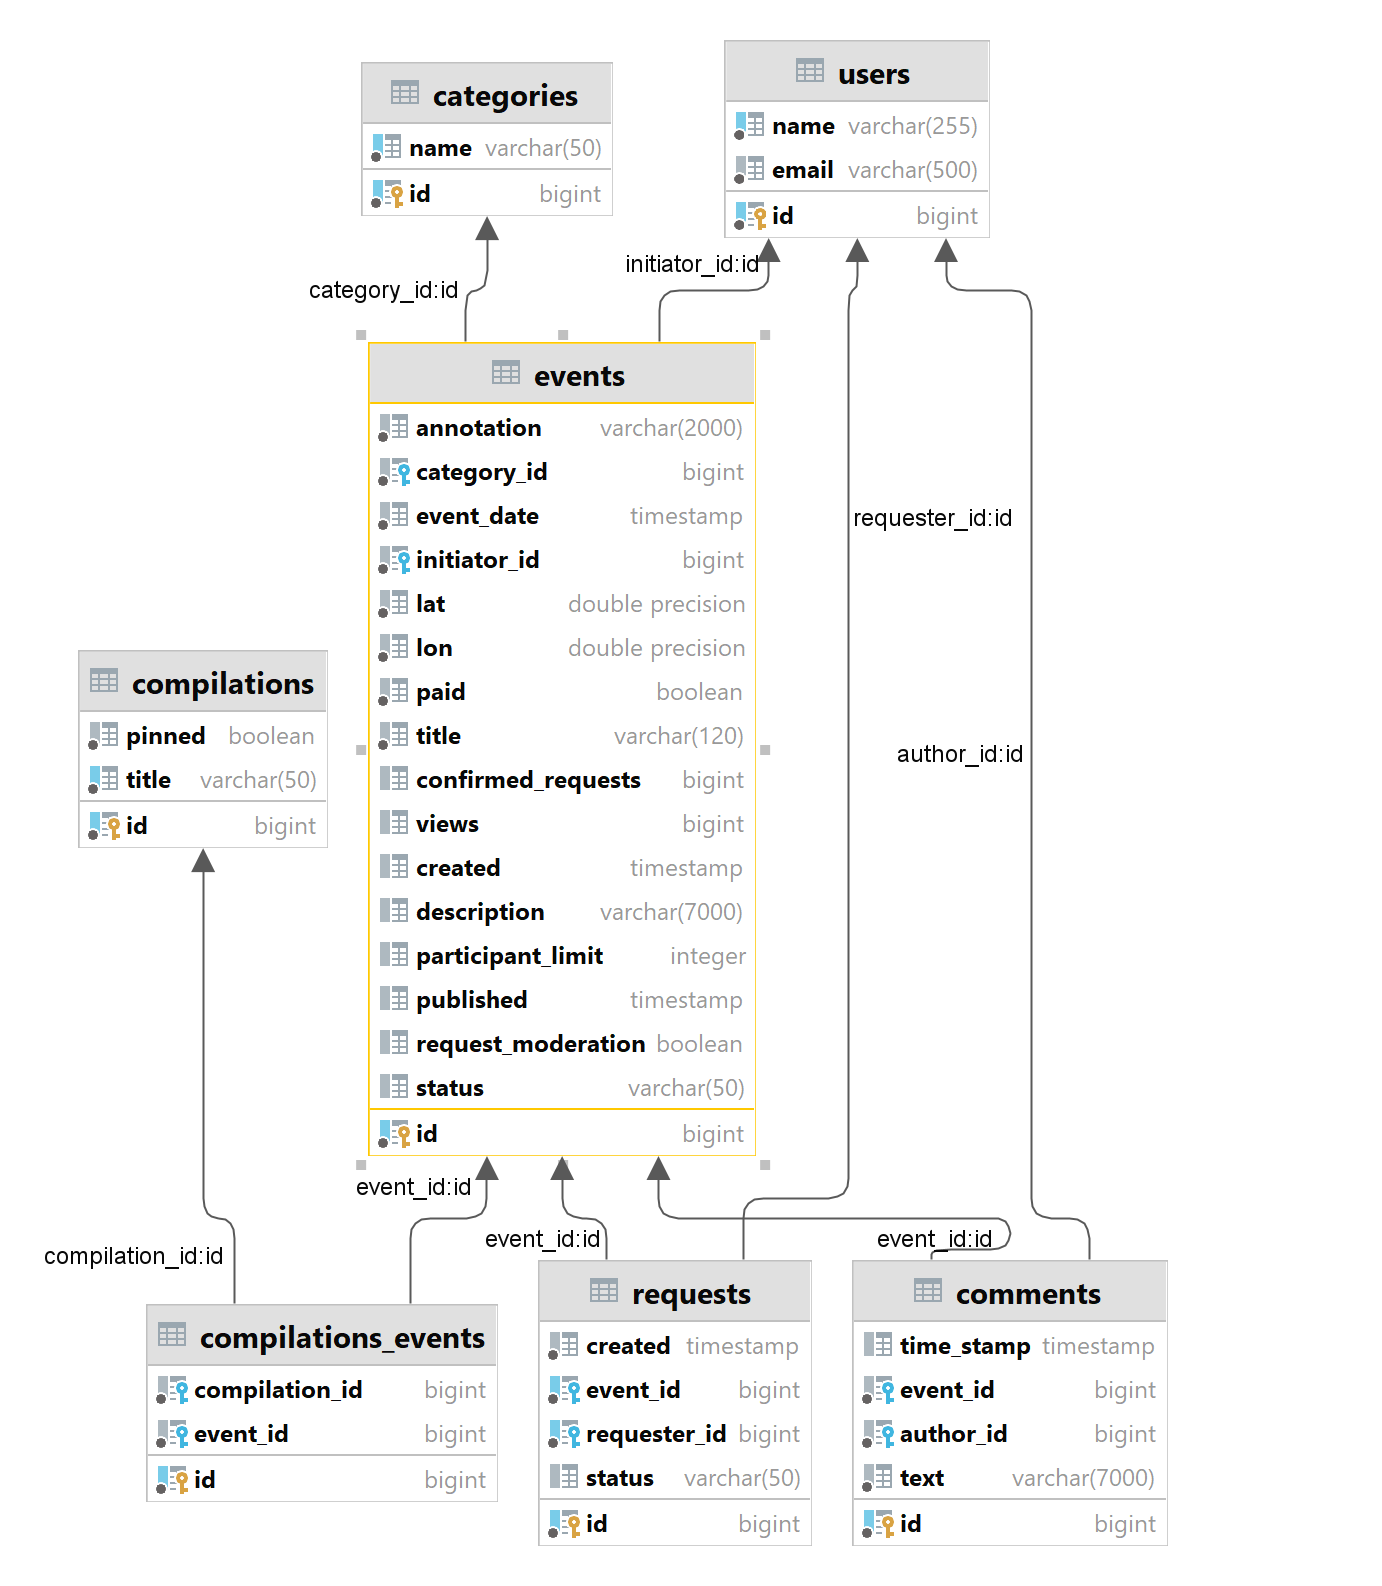 categories
name varchar(50)
id bigint
users
name varchar(255)
email varchar(500)
id bigint
category_id:id
initiator_id:id
events
annotation varchar(2000)
category_id bigint
event_date timestamp
initiator_id bigint
lat double precision
lon double precision
paid boolean
title varchar(120)
confirmed_requests bigint
views bigint
created timestamp
description varchar(7000)
participant_limit integer
published timestamp
request_moderation boolean
status varchar(50)
id bigint
requester_id:id
author_id:id
compilations
pinned boolean
title varchar(50)
id bigint
compilation_id:id
event_id:id
event_id:id
event_id:id
compilations_events
compilation_id bigint
event_id bigint
id bigint
requests
created timestamp
event_id bigint
requester_id bigint
status varchar(50)
id bigint
comments
time_stamp timestamp
event_id bigint
author_id bigint
text varchar(7000)
id bigint